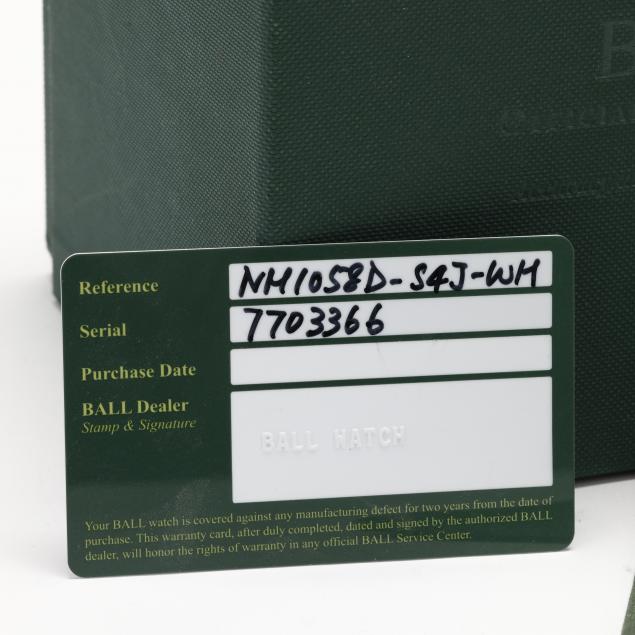 Reference NM1058D-S4J-WH
Serial 7703366
Purchase Date
BALL Dealer
Stamp & Signature
BALL WATCH
Your BALL watch is covered against any manufacturing defect for two years from the date of
purchase. This warranty card, after duly completed, dated and signed by the authorized BALL
dealer, will honor the rights of warranty in any official BALL Service Center.